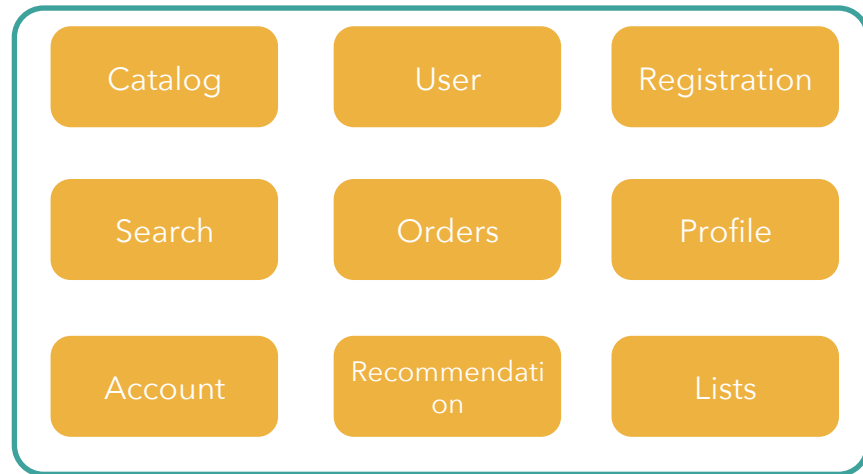 Catalog
User
Registration
Search
Orders
Profile
Account
Recommendati
on
Lists